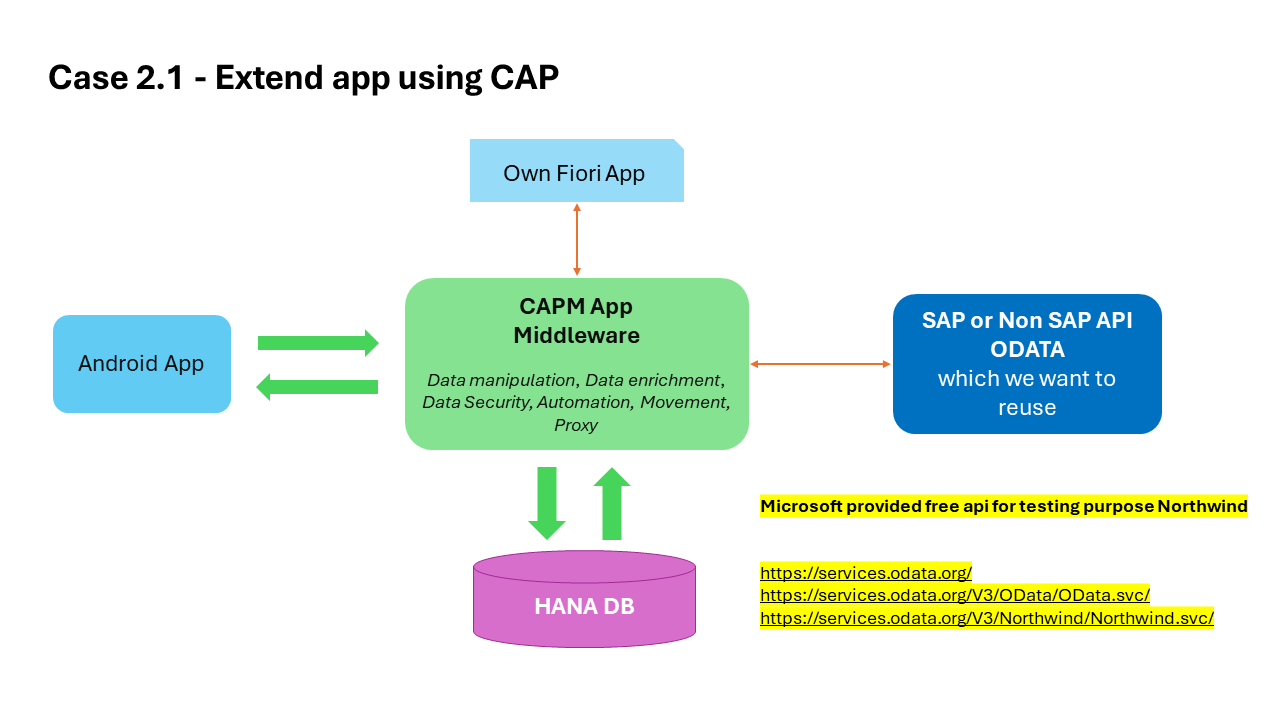 Case 2.1 - Extend app using CAP
Own Fiori App
CAPM App
Middleware
Data manipulation, Data enrichment,
Data Security, Automation, Movement,
Proxy
Android App
SAP or Non SAP API
ODATA
which we want to
reuse
HANA DB
Microsoft provided free api for testing purpose Northwind
https://services.odata.org/
https://services.odata.org/V3/OData/OData.svc/
https://services.odata.org/V3/Northwind/Northwind.svc/